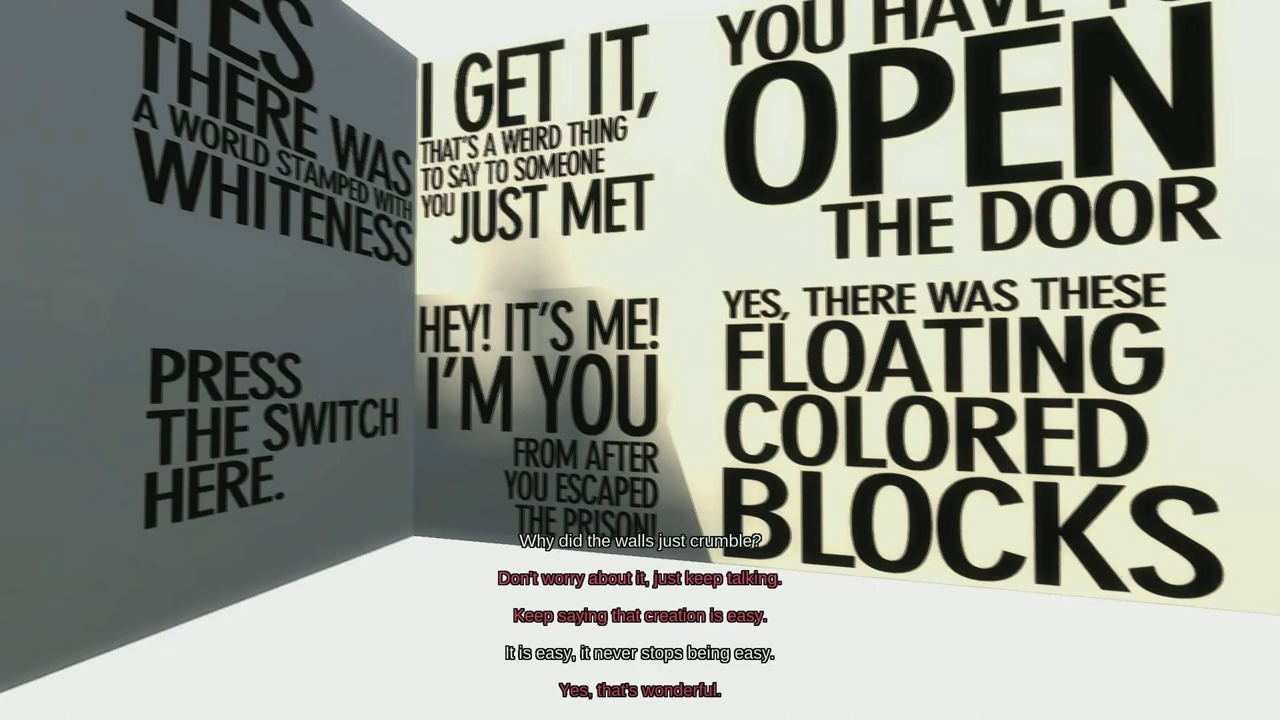 YES
THERE WAS
A WORLD STAMPED WITH
WHITENESS
PRESS
THE SWITCH
HERE.
I GET IT,
THAT'S A WEIRD THING
TO SAY TO SOMEONE
YOU JUST MET
HEY! IT'S ME!
I'M YOU
FROM AFTER
YOU ESCAPED
THE PRISON!
YOU HAVE TO
OPEN
THE DOOR
YES, THERE WAS THESE
FLOATING
COLORED
BLOCKS
Why did the walls just crumble?
Don't worry about it, just keep talking.
Keep saying that creation is easy.
It is easy, it never stops being easy.
Yes, that's wonderful.